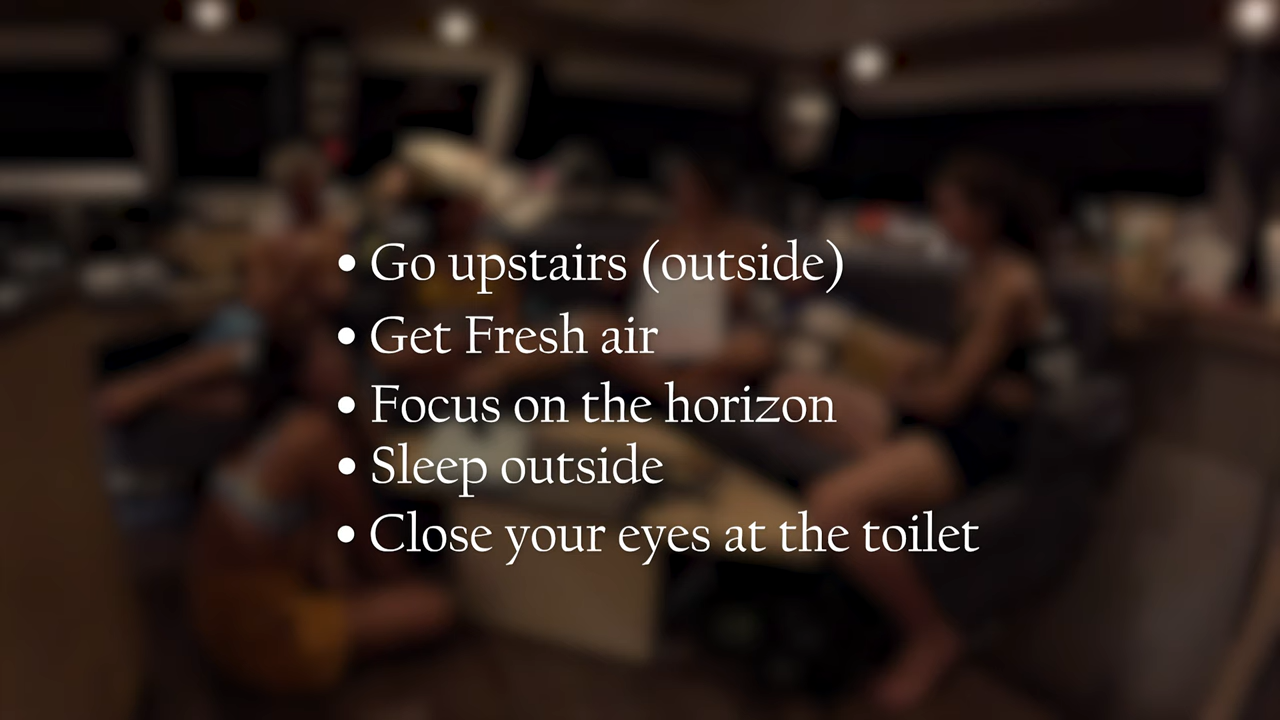 • Go upstairs (outside)
• Get Fresh air
• Focus on the horizon
• Sleep outside
• Close your eyes at the toilet